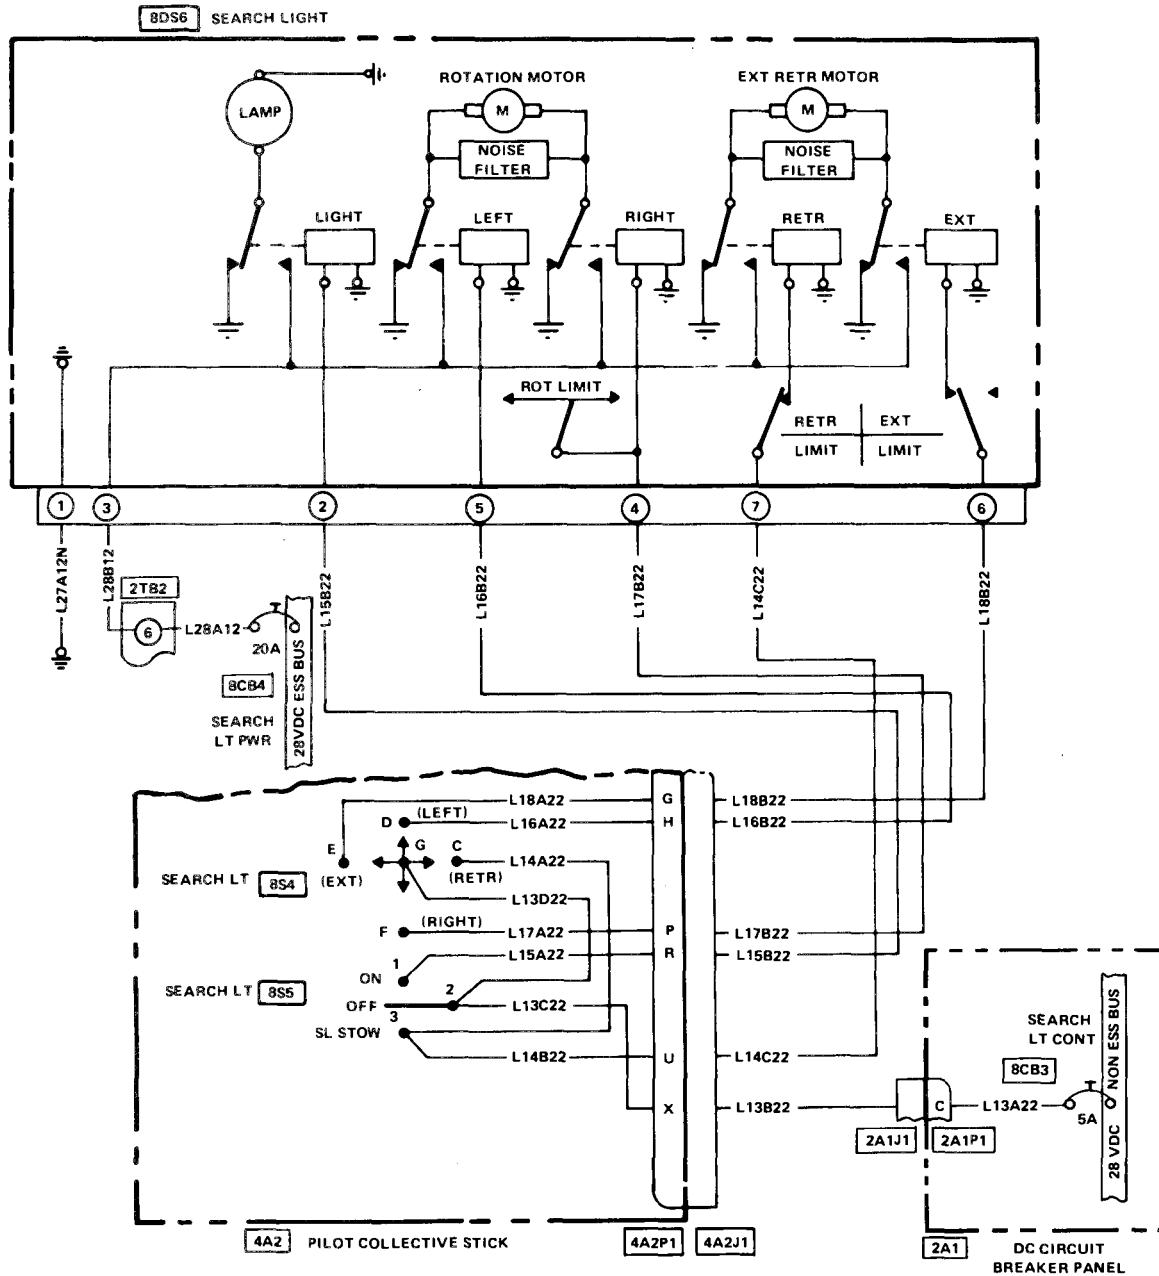 8DS6 SEARCH LIGHT
ROTATION MOTOR
EXT RETR MOTOR
LAMP
M
M
NOISE
FILTER
NOISE
FILTER
LIGHT
LEFT
RIGHT
RETR
EXT
ROT LIMIT
RETR
LIMIT
EXT
LIMIT
1
3
2
5
4
7
6
L27A12N
L28B12
L15B22
L16B22
L17B22
L14C22
L18B22
2TB2
6
L28A12
20A
28VDC ESS BUS
8CB4
SEARCH
LT PWR
L18A22
G
L18B22
D
(LEFT)
L16A22
H
L16B22
E
G
C
L14A22
(EXT)
(RETR)
SEARCH LT 8S4
L13D22
F
(RIGHT)
L17A22
P
L17B22
1
L15A22
R
L15B22
ON
SEARCH LT 8S5
2
OFF
L13C22
3
SL STOW
L14B22
U
L14C22
X
L13B22
SEARCH
LT CONT
8CB3
C
L13A22
5A
28 VDC NON ESS BUS
2A1J1
2A1P1
4A2 PILOT COLLECTIVE STICK
4A2P1
4A2J1
2A1
DC CIRCUIT
BREAKER PANEL